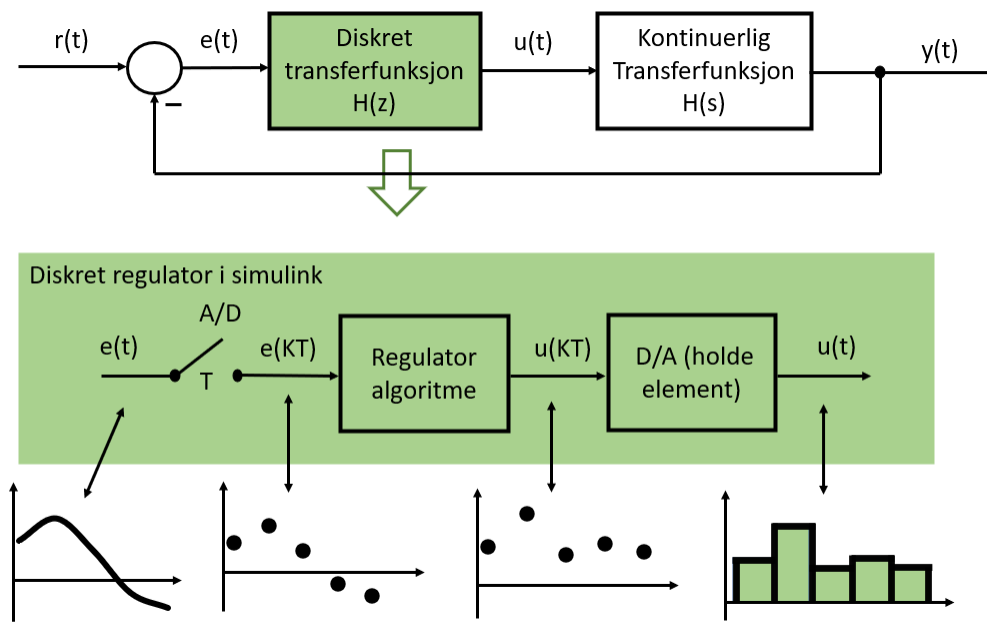 r(t)
e(t)
Diskret
transferfunksjon
H(z)
u(t)
Kontinuerlig
Transferfunksjon
H(s)
y(t)
–
Diskret regulator i simulink
A/D
e(t)
T
e(KT)
Regulator
algoritme
u(KT)
D/A (holde
element)
u(t)